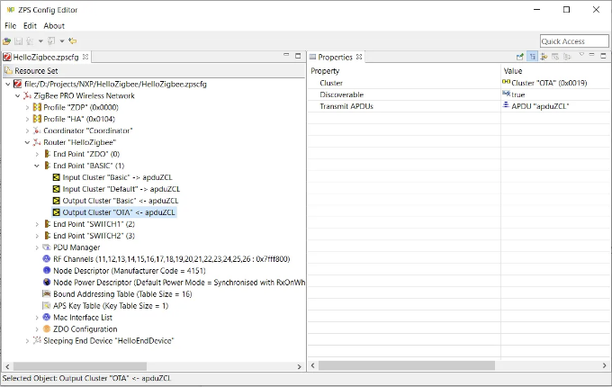 ZPS Config Editor
File Edit About
Quick Access
HelloZigbee.zpscfg
Properties
Resource Set
Property Value
file:/D:/Projects/NXP/HelloZigbee/HelloZigbee.zpscfg
Cluster Cluster "OTA" (0x0019)
ZigBee PRO Wireless Network
Discoverable true
Profile "ZDP" (0x0000)
Transmit APDUs APDU "apduZCL"
Profile "HA" (0x0104)
Coordinator "Coordinator"
Router "HelloZigbee"
End Point "ZDO" (0)
End Point "BASIC" (1)
Input Cluster "Basic" -> apduZCL
Input Cluster "Default" -> apduZCL
Output Cluster "Basic" <- apduZCL
Output Cluster "OTA" <- apduZCL
End Point "SWITCH1" (2)
End Point "SWITCH2" (3)
PDU Manager
RF Channels (11,12,13,14,15,16,17,18,19,20,21,22,23,24,25,26 : 0x7fff800)
Node Descriptor (Manufacturer Code = 4151)
Node Power Descriptor (Default Power Mode = Synchronised with RxOnWh
Bound Addressing Table (Table Size = 16)
APS Key Table (Key Table Size = 1)
Mac Interface List
ZDO Configuration
Sleeping End Device "HelloEndDevice"
Selected Object: Output Cluster "OTA" <- apduZCL